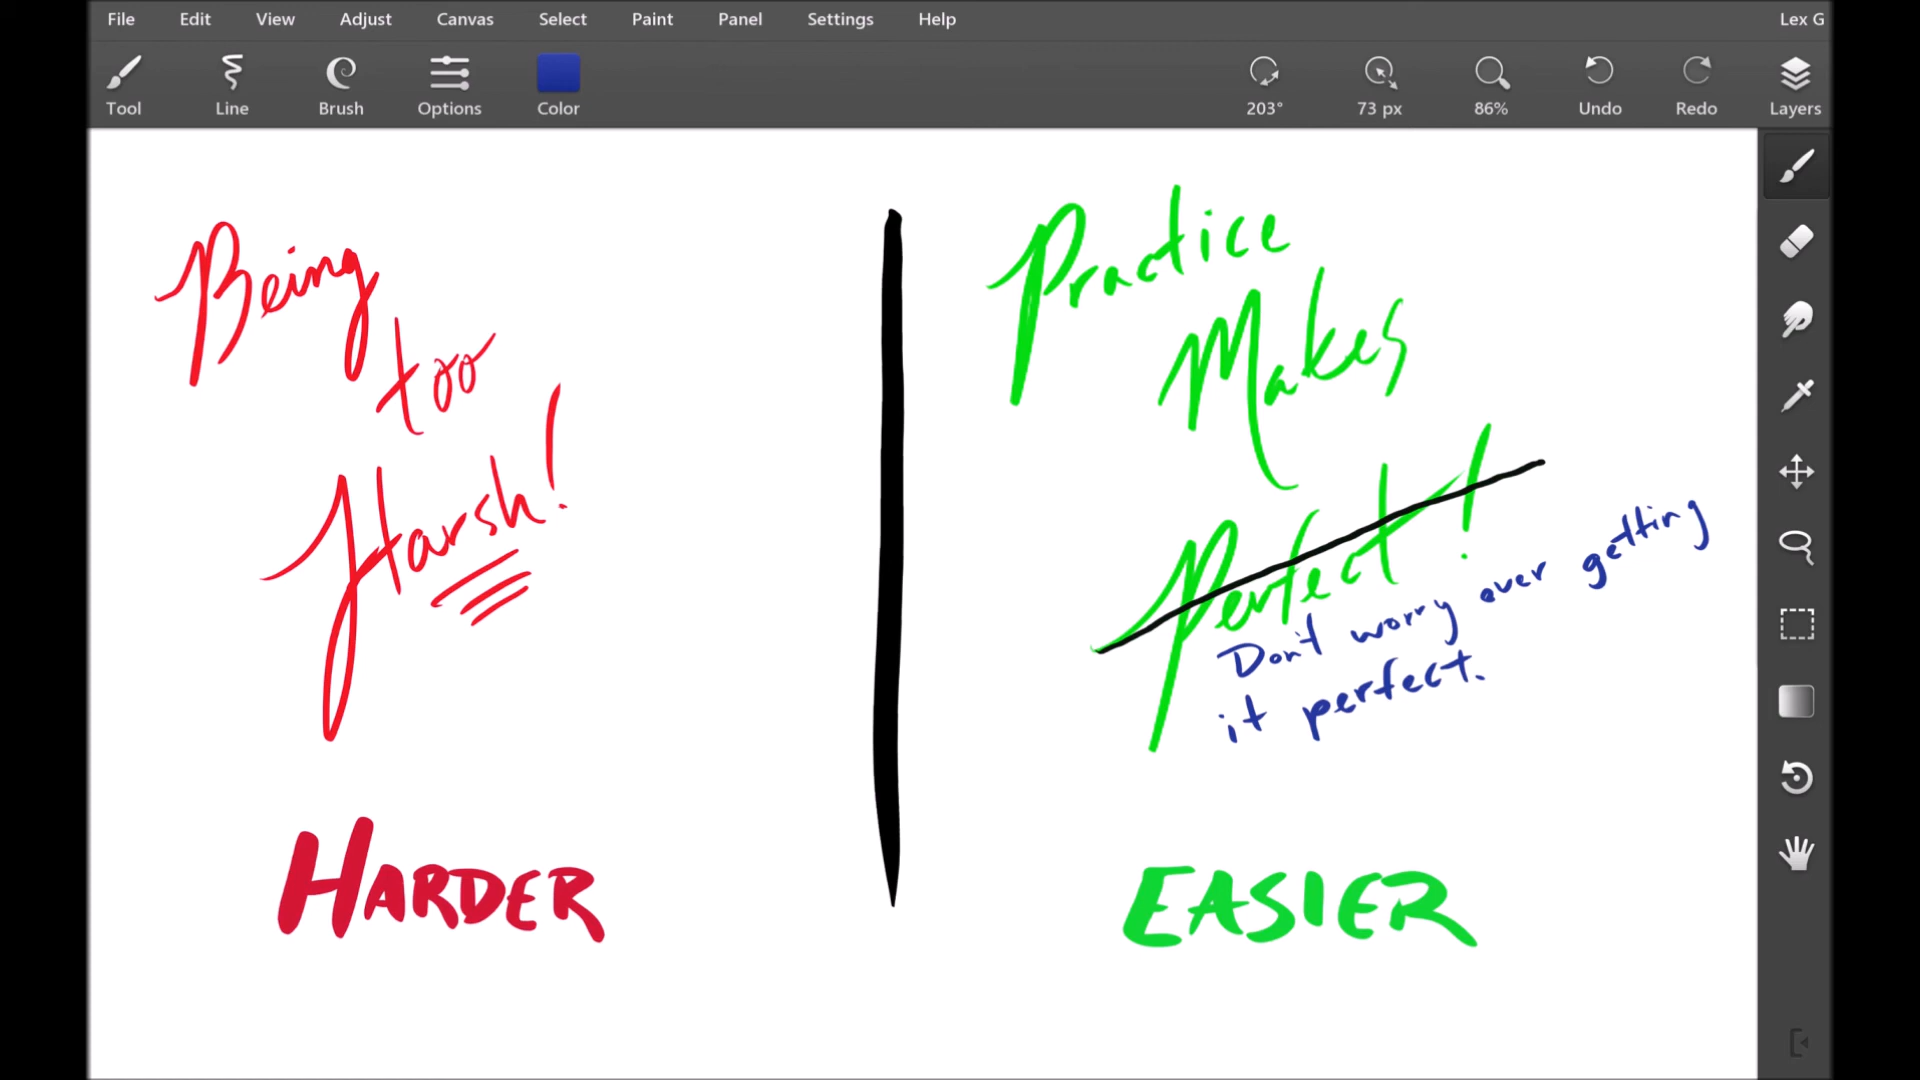 File Edit View Adjust Canvas Select Paint Panel Settings Help Lex G
Tool Line Brush Options Color 203° 73 px 86% Undo Redo Layers
Being
too
Harsh!
HARDER
Practice
Makes
Perfect!
Don't worry over getting
it perfect.
EASIER